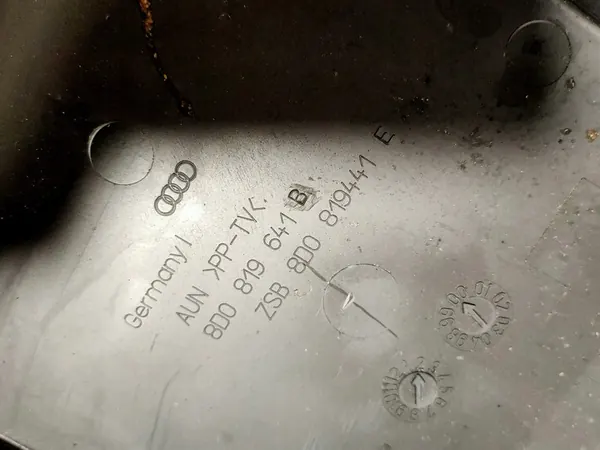 Germany I
AUN >PP-TV<.
8D0 819 641 B
ZSB 8D0 819441 E